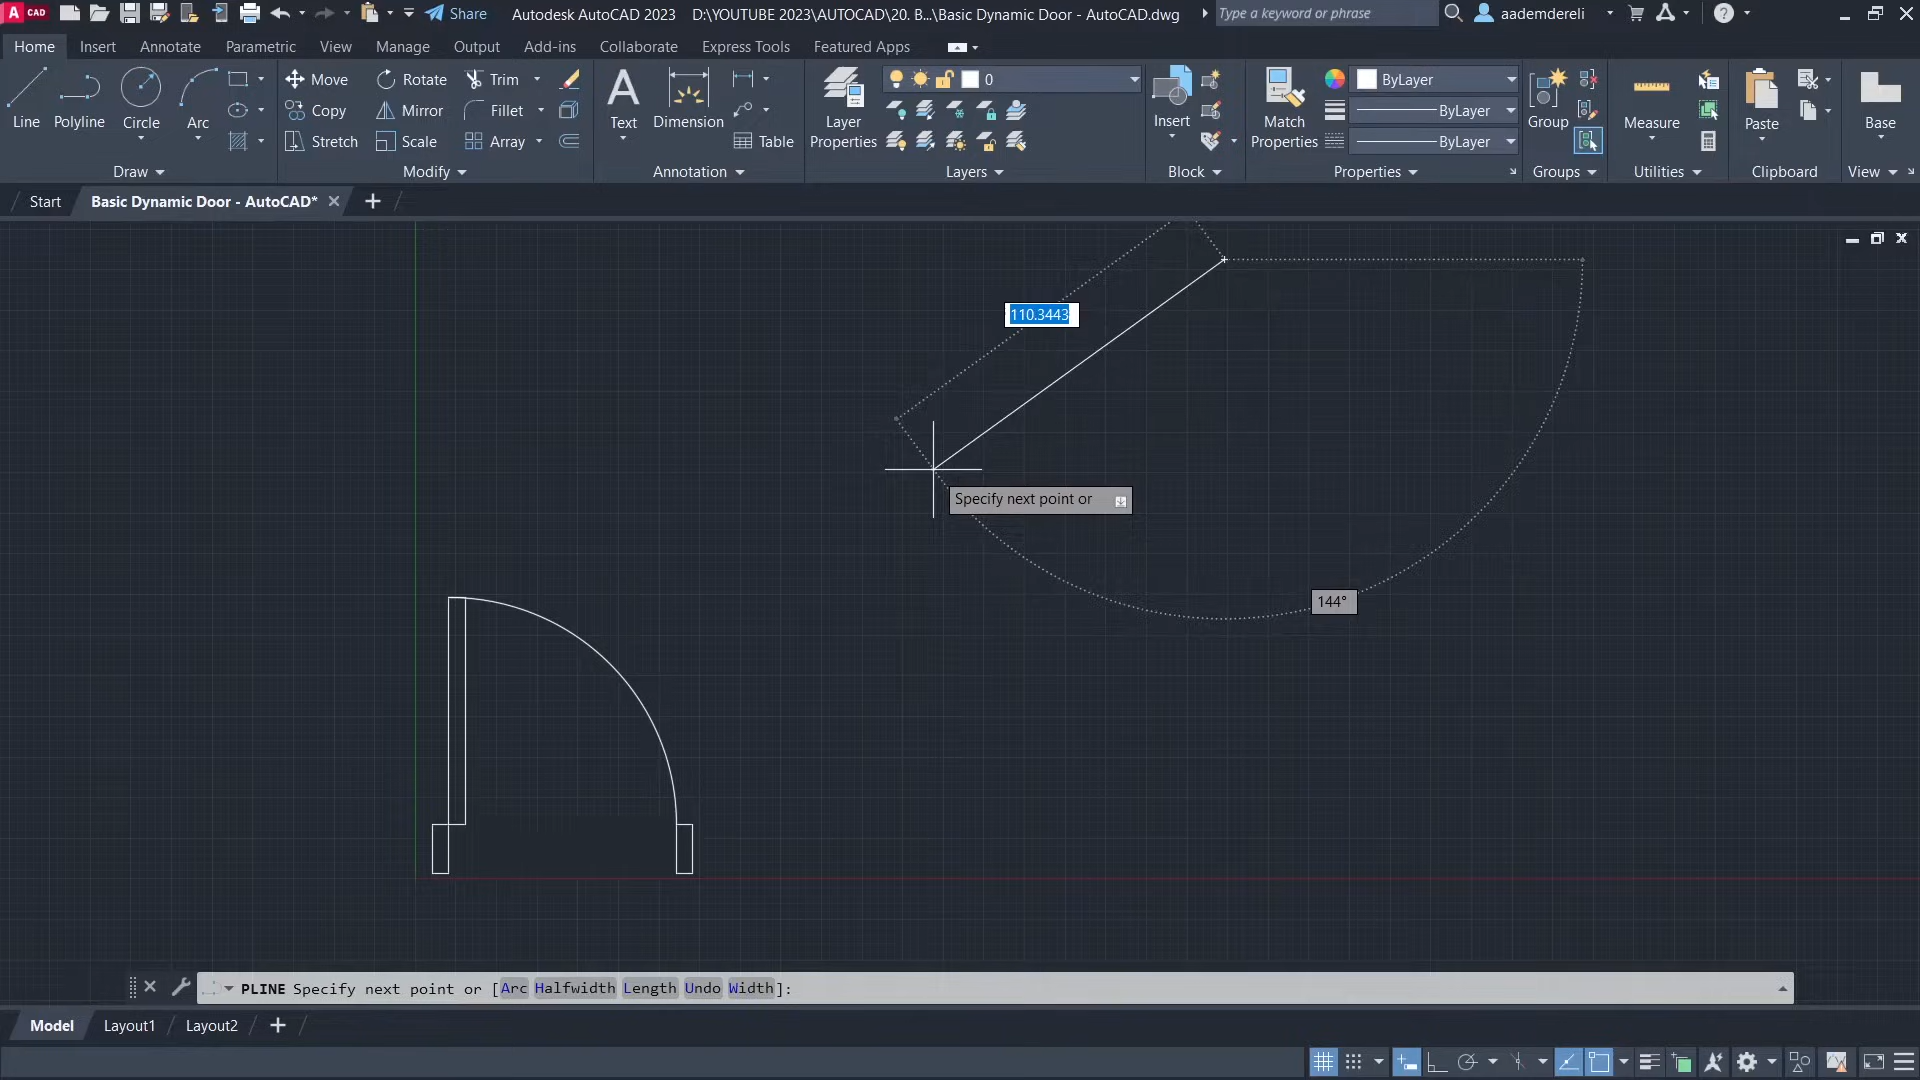 A CAD
Share
Autodesk AutoCAD 2023 D:\YOUTUBE 2023\AUTOCAD\20. B...\Basic Dynamic Door - AutoCAD.dwg
Type a keyword or phrase
aademdereli
Home Insert Annotate Parametric View Manage Output Add-ins Collaborate Express Tools Featured Apps
Line
Polyline
Circle
Arc
Move
Rotate
Trim
Copy
Mirror
Fillet
Stretch
Scale
Array
Text
Dimension
Table
Layer
Properties
0
Insert
Match
Properties
ByLayer
ByLayer
ByLayer
Group
Measure
Paste
Base
Draw
Modify
Annotation
Layers
Block
Properties
Groups
Utilities
Clipboard
View
Start
Basic Dynamic Door - AutoCAD*
110.3443
Specify next point or
144°
PLINE Specify next point or [Arc Halfwidth Length Undo Width]:
Model Layout1 Layout2